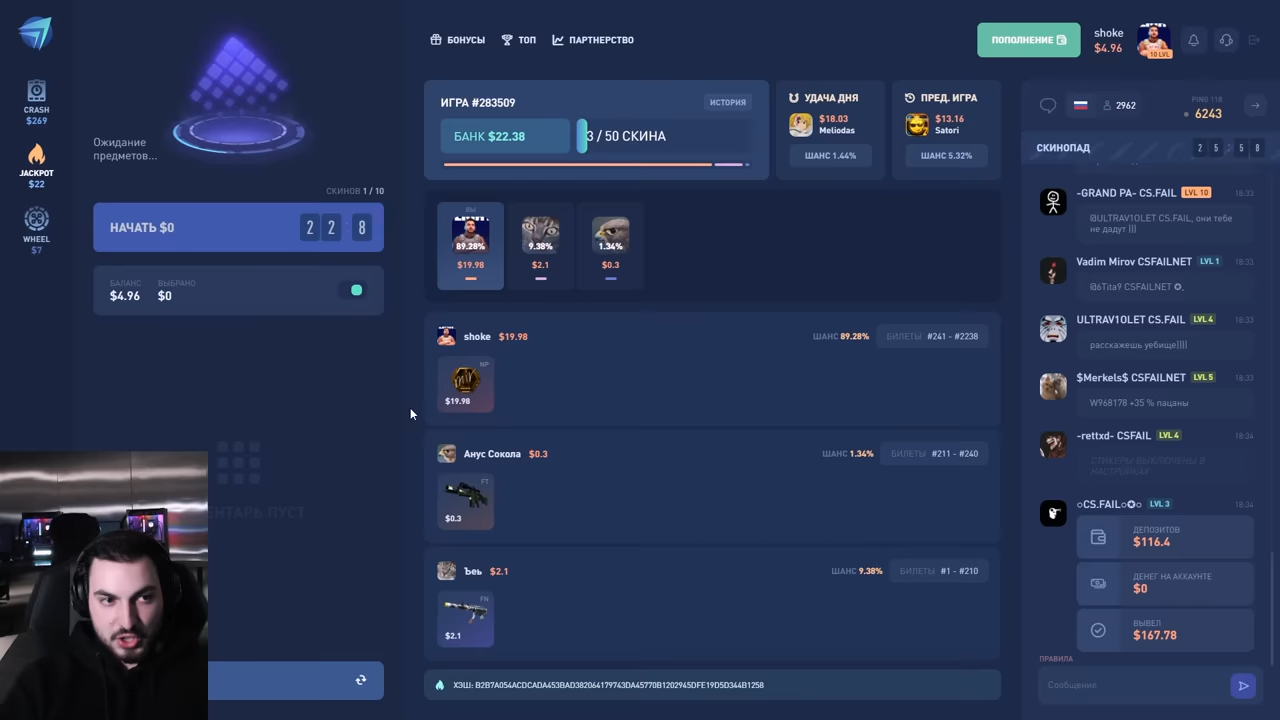 CRASH
$269
JACKPOT
$22
WHEEL
$7
Ожидание
предметов...
СКИНОВ 1 / 10
НАЧАТЬ $0
2 2 8
БАЛАНС
$4.96
ВЫБРАНО
$0
ЕНТАРЬ ПУСТ
БОНУСЫ
ТОП
ПАРТНЕРСТВО
ПОПОЛНЕНИЕ
shoke
$4.96
10 LVL
ИГРА #283509
ИСТОРИЯ
БАНК $22.38
3 / 50 СКИНА
УДАЧА ДНЯ
$18.03
Meliodas
ШАНС 1.44%
ПРЕД. ИГРА
$13.16
Satori
ШАНС 5.32%
ВЫ
89.28%
$19.98
9.38%
$2.1
1.34%
$0.3
shoke $19.98
ШАНС 89.28%
БИЛЕТЫ #241 - #2238
NP
$19.98
Анус Сокола $0.3
ШАНС 1.34%
БИЛЕТЫ #211 - #240
FT
$0.3
Ъеь $2.1
ШАНС 9.38%
БИЛЕТЫ #1 - #210
FN
$2.1
ХЭШ: B2B7A054ACDCADA453BAD382064179743DA45770B1202945DFE19D5D344B1258
2962
PING 118
6243
СКИНОПАД
2 5 : 5 8
-GRAND PA- CS.FAIL LVL 10 18:33
@ULTRAV1OLET CS.FAIL, они тебе
не дадут )))
Vadim Mirov CSFAILNET LVL 1 18:33
@6Tita9 CSFAILNET ✪,
ULTRAV1OLET CS.FAIL LVL 4 18:33
расскажешь уебище))))
$Merkels$ CSFAILNET LVL 5 18:33
W968178 +35 % пацаны
-rettxd- CSFAIL LVL 4 18:34
СТИКЕРЫ ВЫКЛЮЧЕНЫ В
НАСТРОЙКАХ
○CS.FAIL○✪○ LVL 3 18:34
ДЕПОЗИТОВ
$116.4
ДЕНЕГ НА АККАУНТЕ
$0
ВЫВЕЛ
$167.78
ПРАВИЛА
Сообщение